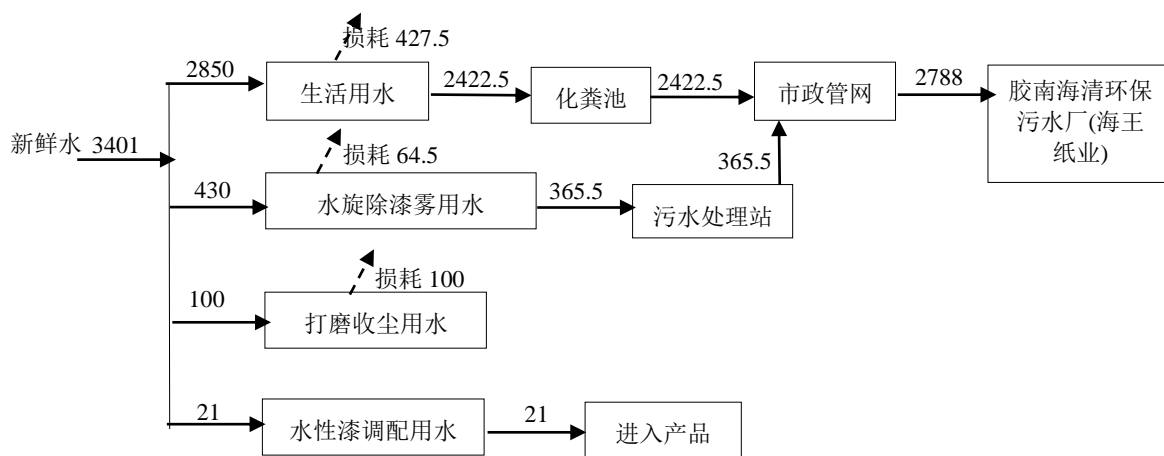 损耗 427.5
2850
生活用水
2422.5
化粪池
2422.5
市政管网
2788
胶南海清环保
污水厂(海王
纸业)
新鲜水
3401
损耗 64.5
430
水旋除漆雾用水
365.5
污水处理站
365.5
损耗 100
100
打磨收尘用水
21
水性漆调配用水
21
进入产品